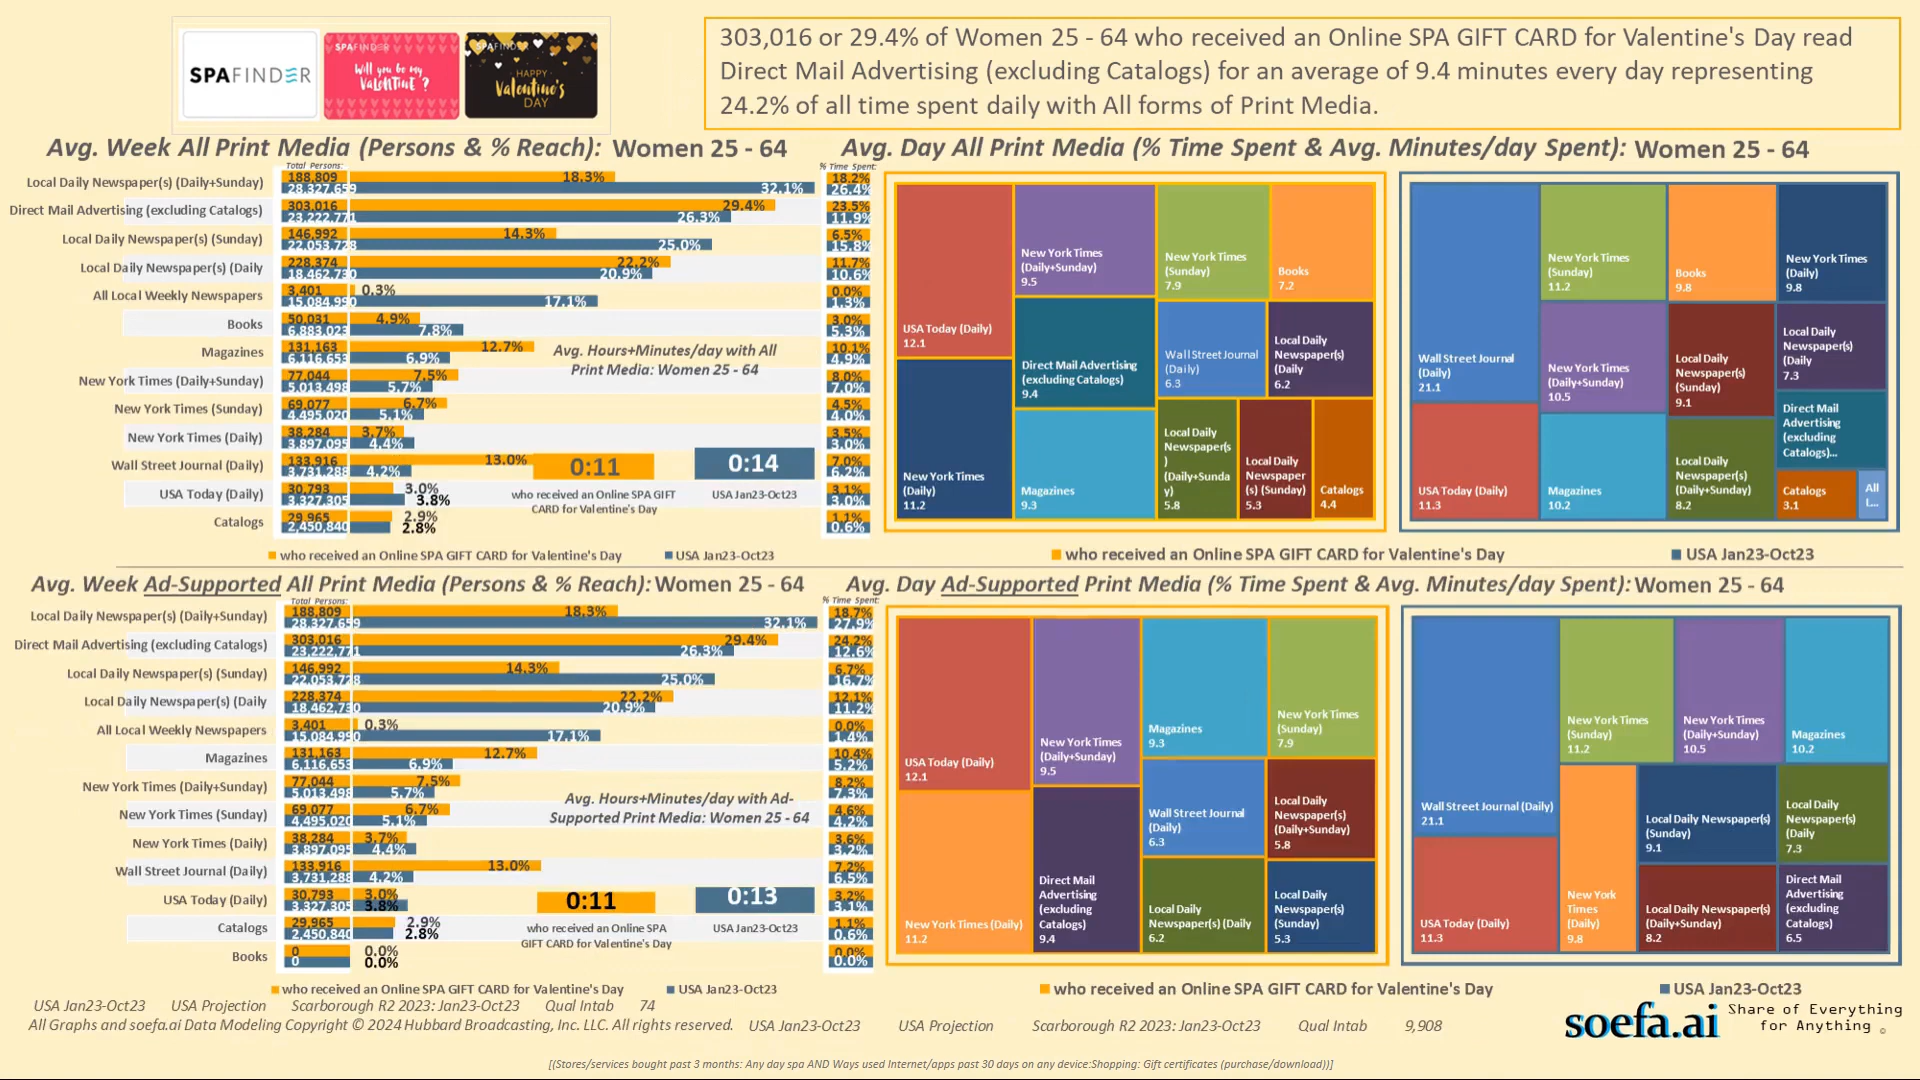 SPAFINDER
SPAFINDER
Will you be my
VALENTINE?
SPAFINDER
HAPPY
Valentine's
DAY
303,016 or 29.4% of Women 25 - 64 who received an Online SPA GIFT CARD for Valentine's Day read
Direct Mail Advertising (excluding Catalogs) for an average of 9.4 minutes every day representing
24.2% of all time spent daily with All forms of Print Media.
Avg. Week All Print Media (Persons & % Reach): Women 25 - 64
Total Persons:
% Time Spent:
Local Daily Newspaper(s) (Daily+Sunday) 188,809 18.3% 18.2%
28,327,659 32.1% 26.4%
Direct Mail Advertising (excluding Catalogs) 303,016 29.4% 23.5%
23,222,771 26.3% 11.9%
Local Daily Newspaper(s) (Sunday) 146,992 14.3% 6.5%
22,053,728 25.0% 15.8%
Local Daily Newspaper(s) (Daily 228,374 22.2% 11.7%
18,462,730 20.9% 10.6%
All Local Weekly Newspapers 3,401 0.3% 0.0%
15,084,990 17.1% 1.3%
Books 50,031 4.9% 3.0%
6,883,023 7.8% 5.3%
Magazines 131,163 12.7% 10.1%
6,116,653 6.9% 4.9%
New York Times (Daily+Sunday) 77,044 7.5% 8.0%
5,013,498 5.7% 7.0%
New York Times (Sunday) 69,077 6.7% 4.5%
4,495,020 5.1% 4.0%
New York Times (Daily) 38,284 3.7% 3.5%
3,897,095 4.4% 3.0%
Wall Street Journal (Daily) 133,916 13.0% 7.0%
3,731,288 4.2% 6.2%
USA Today (Daily) 30,793 3.0% 3.1%
3,327,305 3.8% 3.0%
Catalogs 29,965 2.9% 1.1%
2,450,840 2.8% 0.6%
Avg. Hours+Minutes/day with All
Print Media: Women 25 - 64
0:11
0:14
who received an Online SPA GIFT
CARD for Valentine's Day
USA Jan23-Oct23
who received an Online SPA GIFT CARD for Valentine's Day
USA Jan23-Oct23
Avg. Day All Print Media (% Time Spent & Avg. Minutes/day Spent): Women 25 - 64
USA Today (Daily)
12.1
New York Times
(Daily)
11.2
New York Times
(Daily+Sunday)
9.5
Direct Mail Advertising
(excluding Catalogs)
9.4
Magazines
9.3
New York Times
(Sunday)
7.9
Books
7.2
Wall Street Journal
(Daily)
6.3
Local Daily
Newspaper(s)
(Daily
6.2
Local Daily
Newspaper(s
)
(Daily+Sunda
y)
5.8
Local Daily
Newspaper
(s) (Sunday)
5.3
Catalogs
4.4
Wall Street Journal
(Daily)
21.1
USA Today (Daily)
11.3
New York Times
(Sunday)
11.2
New York Times
(Daily+Sunday)
10.5
Magazines
10.2
Books
9.8
Local Daily
Newspaper(s)
(Sunday)
9.1
Local Daily
Newspaper(s)
(Daily+Sunday)
8.2
New York Times
(Daily)
9.8
Local Daily
Newspaper(s)
(Daily
7.3
Direct Mail
Advertising
(excluding
Catalogs)...
Catalogs
3.1
All
(...
who received an Online SPA GIFT CARD for Valentine's Day
USA Jan23-Oct23
Avg. Week Ad-Supported All Print Media (Persons & % Reach): Women 25 - 64
Total Persons:
% Time Spent:
Local Daily Newspaper(s) (Daily+Sunday) 188,809 18.3% 18.7%
28,327,659 32.1% 27.9%
Direct Mail Advertising (excluding Catalogs) 303,016 29.4% 24.2%
23,222,771 26.3% 12.6%
Local Daily Newspaper(s) (Sunday) 146,992 14.3% 6.7%
22,053,728 25.0% 16.7%
Local Daily Newspaper(s) (Daily 228,374 22.2% 12.1%
18,462,730 20.9% 11.2%
All Local Weekly Newspapers 3,401 0.3% 0.0%
15,084,990 17.1% 1.4%
Magazines 131,163 12.7% 10.4%
6,116,653 6.9% 5.2%
New York Times (Daily+Sunday) 77,044 7.5% 8.2%
5,013,498 5.7% 7.3%
New York Times (Sunday) 69,077 6.7% 4.6%
4,495,020 5.1% 4.2%
New York Times (Daily) 38,284 3.7% 3.6%
3,897,095 4.4% 3.2%
Wall Street Journal (Daily) 133,916 13.0% 7.2%
3,731,288 4.2% 6.5%
USA Today (Daily) 30,793 3.0% 3.2%
3,327,305 3.8% 3.1%
Catalogs 29,965 2.9% 1.1%
2,450,840 2.8% 0.6%
Books 0 0.0% 0.0%
0 0.0% 0.0%
Avg. Hours+Minutes/day with Ad-
Supported Print Media: Women 25 - 64
0:11
0:13
who received an Online SPA
GIFT CARD for Valentine's Day
USA Jan23-Oct23
who received an Online SPA GIFT CARD for Valentine's Day
USA Jan23-Oct23
Avg. Day Ad-Supported Print Media (% Time Spent & Avg. Minutes/day Spent): Women 25 - 64
USA Today (Daily)
12.1
New York Times (Daily)
11.2
New York Times
(Daily+Sunday)
9.5
Direct Mail
Advertising
(excluding
Catalogs)
9.4
Magazines
9.3
New York Times
(Sunday)
7.9
Wall Street Journal
(Daily)
6.3
Local Daily
Newspaper(s)
(Daily+Sunday)
5.8
Local Daily
Newspaper(s) (Daily
6.2
Local Daily
Newspaper(s)
(Sunday)
5.3
Wall Street Journal (Daily)
21.1
USA Today (Daily)
11.3
New York Times
(Sunday)
11.2
New York Times
(Daily+Sunday)
10.5
Magazines
10.2
New York
Times
(Daily)
9.8
Local Daily Newspaper(s)
(Sunday)
9.1
Local Daily Newspaper(s)
(Daily+Sunday)
8.2
Local Daily
Newspaper(s)
(Daily
7.3
Direct Mail
Advertising
(excluding
Catalogs)
6.5
who received an Online SPA GIFT CARD for Valentine's Day
USA Jan23-Oct23
USA Jan23-Oct23 USA Projection Scarborough R2 2023: Jan23-Oct23 Qual Intab 74
All Graphs and soefa.ai Data Modeling Copyright © 2024 Hubbard Broadcasting, Inc. LLC. All rights reserved.
USA Jan23-Oct23 USA Projection Scarborough R2 2023: Jan23-Oct23 Qual Intab 9,908
soefa.ai
Share of Everything
for Anything ©
[(Stores/services bought past 3 months: Any day spa AND Ways used Internet/apps past 30 days on any device:Shopping: Gift certificates (purchase/download))]